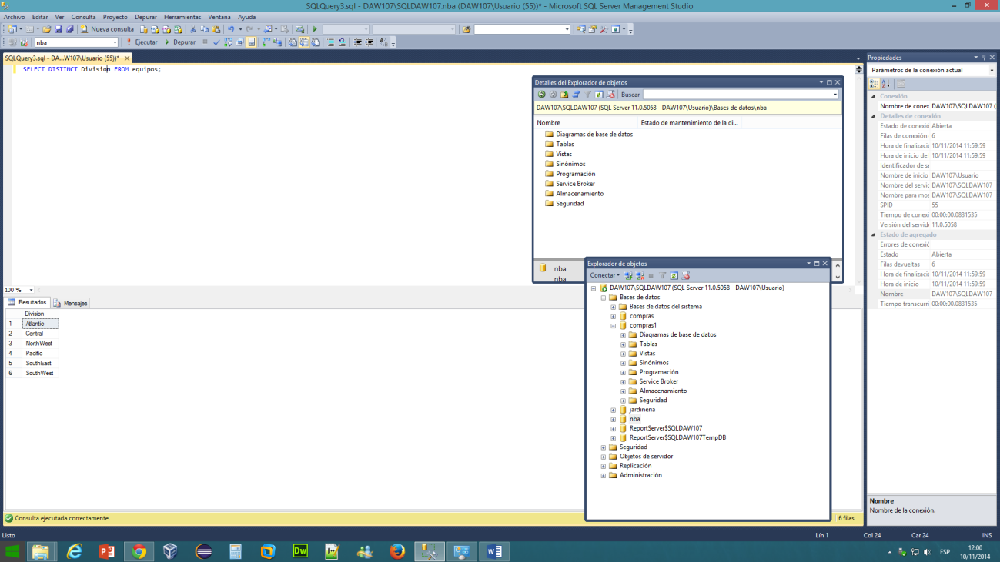 SQLQuery3.sql - DAW107\SQLDAW107.nba (DAW107\Usuario (55))* - Microsoft SQL Server Management Studio
Archivo Editar Ver Consulta Proyecto Depurar Herramientas Ventana Ayuda
Nueva consulta
nba Ejecutar Depurar
SQLQuery3.sql - DA...W107\Usuario (55))*
SELECT DISTINCT Division FROM equipos;
100 %
Resultados Mensajes
Division
1 Atlantic
2 Central
3 NorthWest
4 Pacific
5 SouthEast
6 SouthWest
Consulta ejecutada correctamente.
6 filas
Detalles del Explorador de objetos
Buscar
DAW107\SQLDAW107 (SQL Server 11.0.5058 - DAW107\Usuario)\Bases de datos\nba
Nombre Estado de mantenimiento de la di...
Diagramas de base de datos
Tablas
Vistas
Sinónimos
Programación
Service Broker
Almacenamiento
Seguridad
nba
nba
Explorador de objetos
Conectar
DAW107\SQLDAW107 (SQL Server 11.0.5058 - DAW107\Usuario)
Bases de datos
Bases de datos del sistema
compras
compras1
Diagramas de base de datos
Tablas
Vistas
Sinónimos
Programación
Service Broker
Almacenamiento
Seguridad
jardineria
nba
ReportServer$SQLDAW107
ReportServer$SQLDAW107TempDB
Seguridad
Objetos de servidor
Replicación
Administración
Propiedades
Parámetros de la conexión actual
Conexión
Nombre de conex DAW107\SQLDAW107 (
Detalles de conexión
Estado de conexió Abierta
Filas de conexión 6
Hora de finalizació 10/11/2014 11:59:59
Hora de inicio de 10/11/2014 11:59:59
Identificador de se
Nombre de inicio DAW107\Usuario
Nombre del servic DAW107\SQLDAW107
Nombre para mos DAW107\SQLDAW107
SPID 55
Tiempo de conexi 00:00:00.0831535
Versión del servid 11.0.5058
Estado de agregado
Errores de conexió
Estado Abierta
Filas devueltas 6
Hora de finalizació 10/11/2014 11:59:59
Hora de inicio 10/11/2014 11:59:59
Nombre DAW107\SQLDAW107
Tiempo transcurri 00:00:00.0831535
Nombre
Nombre de la conexión.
Listo Lín 1 Col 24 Car 24 INS
Dw
ESP
12:00
10/11/2014